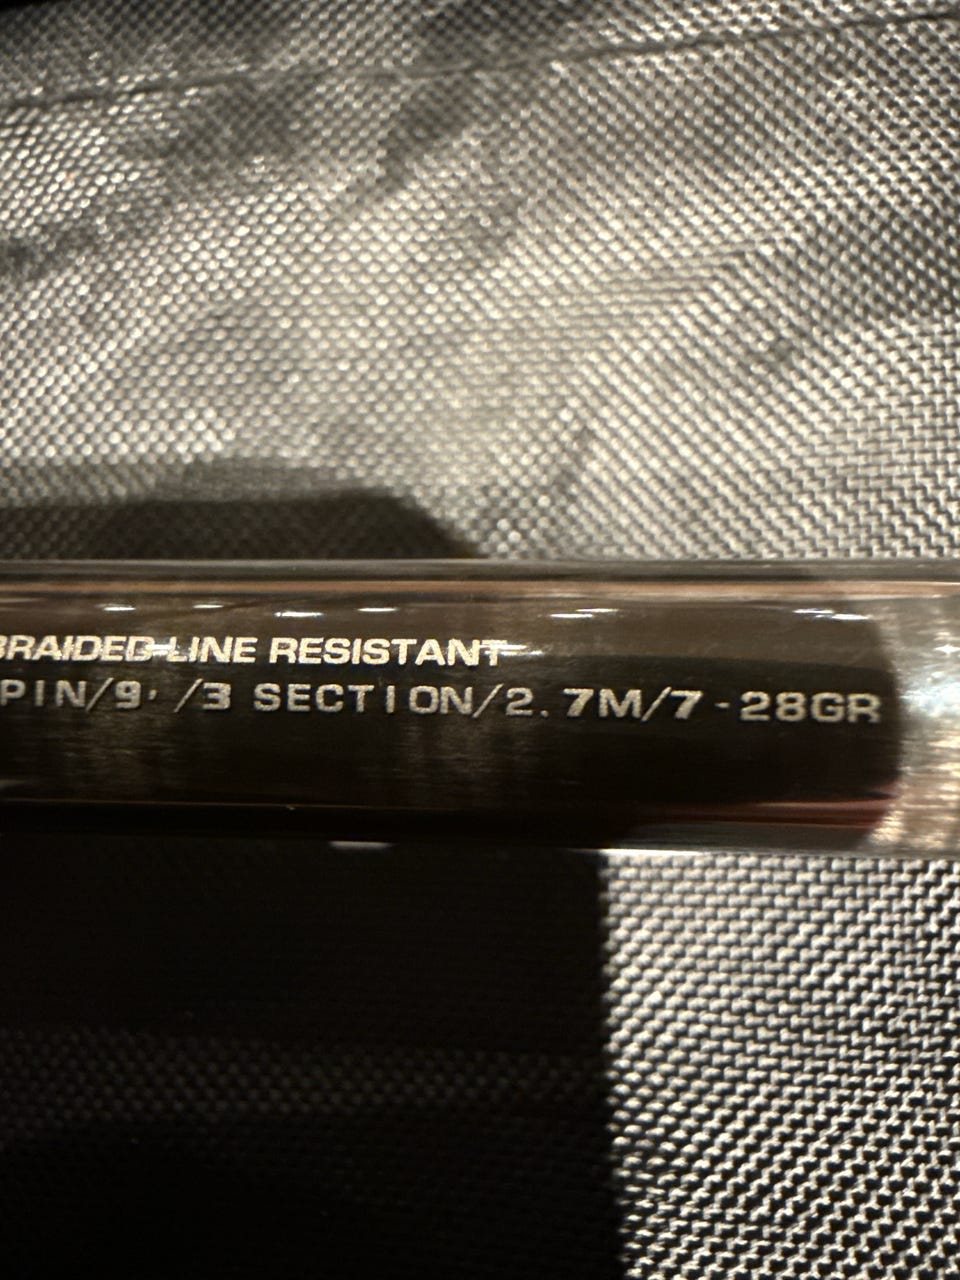 BRAIDED LINE RESISTANT
PIN/9' /3 SECTION/2.7M/7-28GR